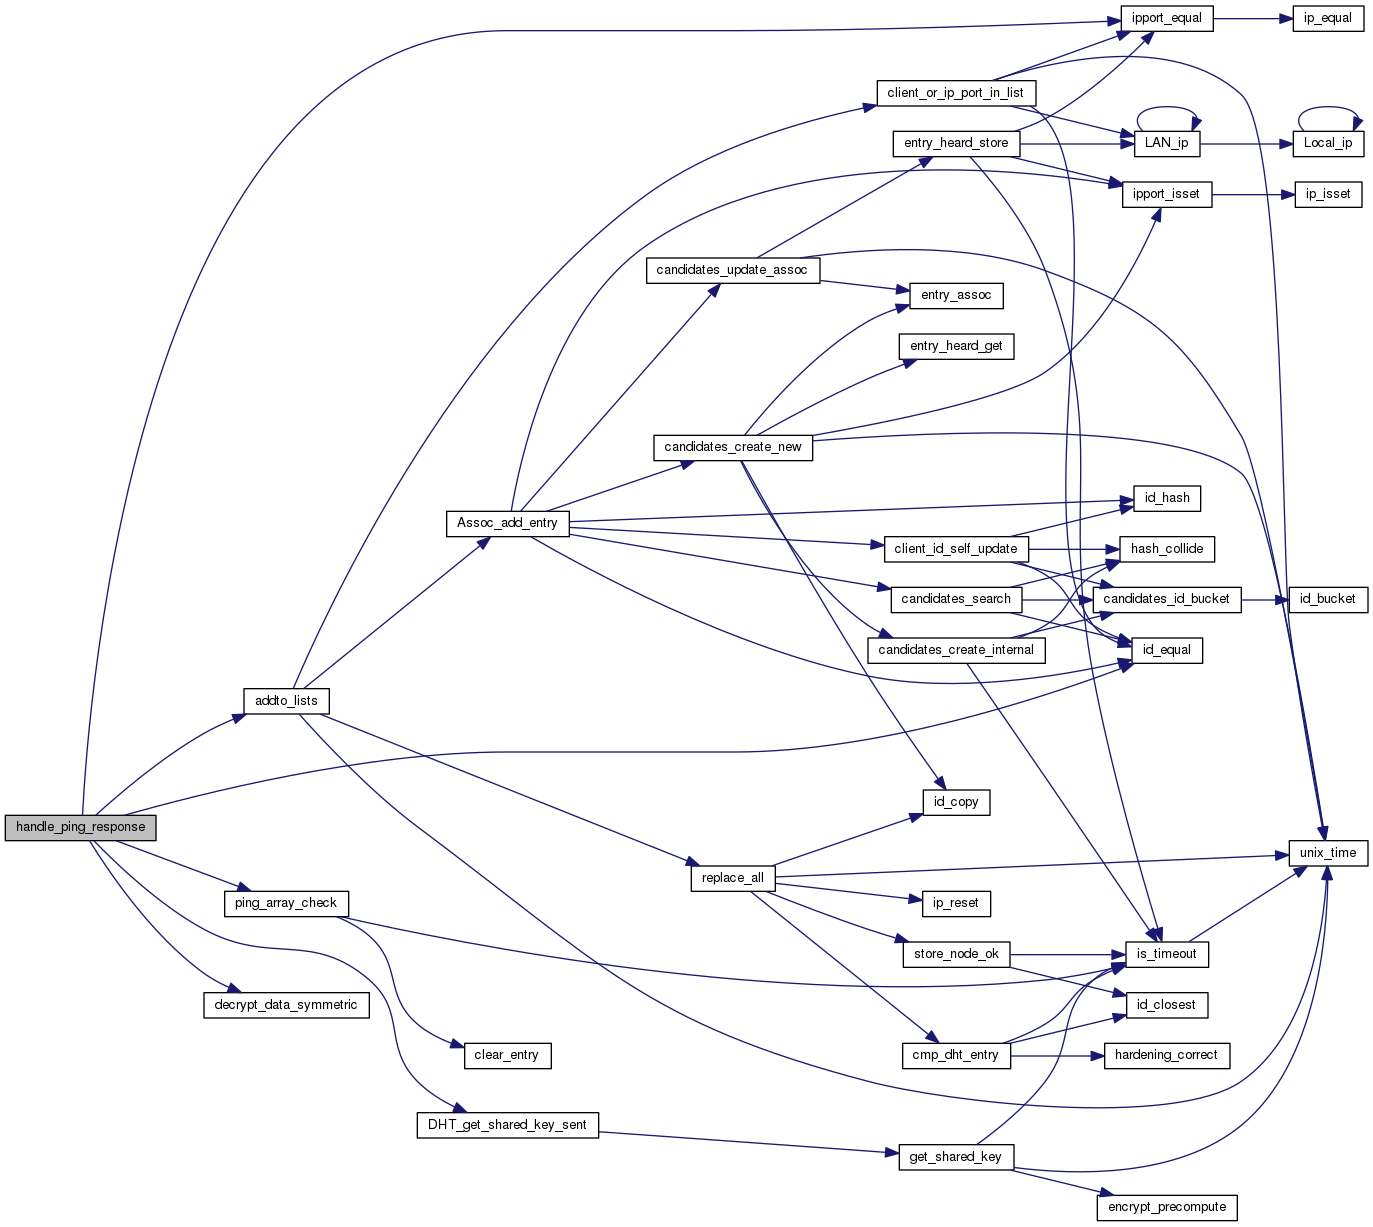 ipport_equal
ip_equal
client_or_ip_port_in_list
entry_heard_store
LAN_ip
Local_ip
ipport_isset
ip_isset
candidates_update_assoc
entry_assoc
entry_heard_get
candidates_create_new
id_hash
Assoc_add_entry
client_id_self_update
hash_collide
candidates_search
candidates_id_bucket
id_bucket
candidates_create_internal
id_equal
addto_lists
id_copy
handle_ping_response
unix_time
replace_all
ping_array_check
ip_reset
store_node_ok
is_timeout
decrypt_data_symmetric
id_closest
clear_entry
cmp_dht_entry
hardening_correct
DHT_get_shared_key_sent
get_shared_key
encrypt_precompute